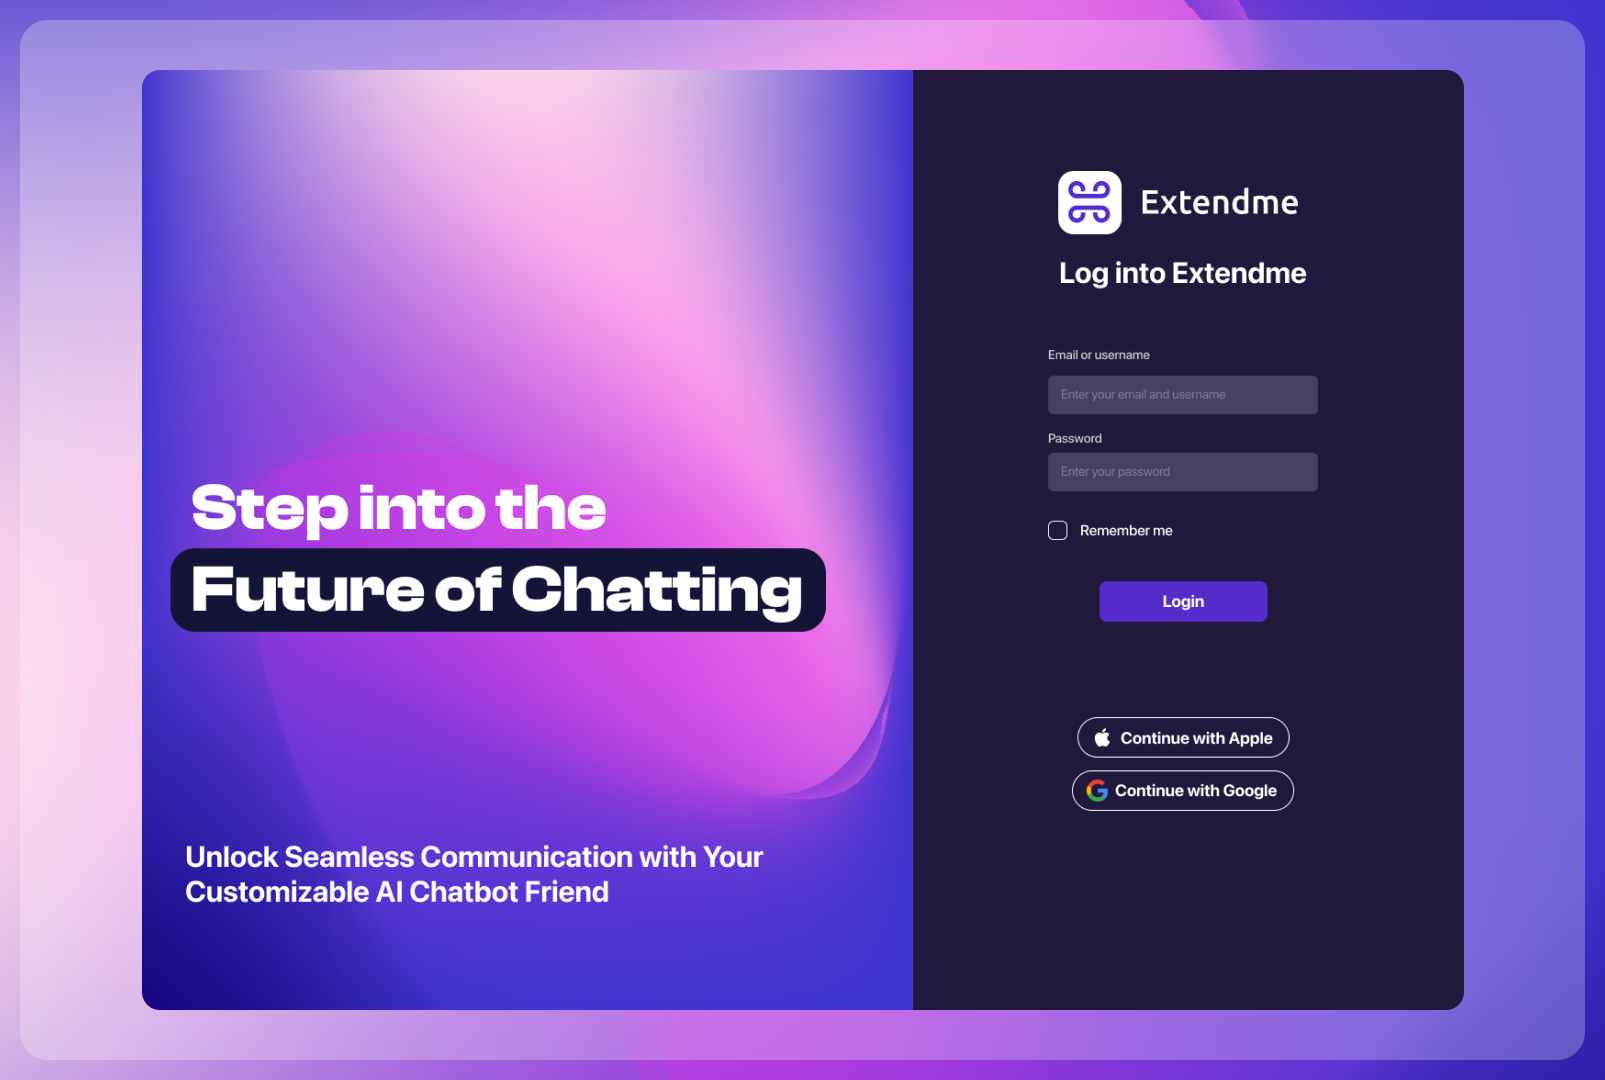 Step into the
Future of Chatting
Unlock Seamless Communication with Your
Customizable AI Chatbot Friend
Extendme
Log into Extendme
Email or username
Enter your email and username
Password
Enter your password
Remember me
Login
Continue with Apple
Continue with Google